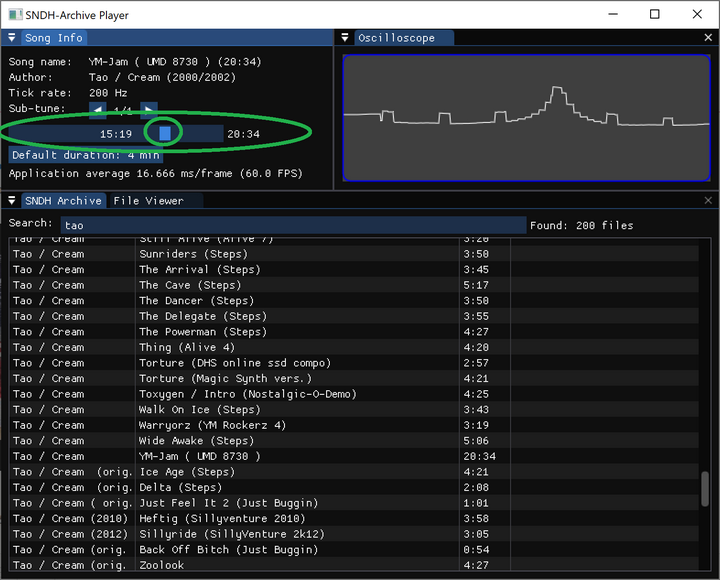 SNDH-Archive Player
Song Info
Song name: YM-Jam ( UMD 8730 ) (20:34)
Author: Tao / Cream (2000/2002)
Tick rate: 200 Hz
Sub-tune: 1/1
15:19 20:34
Default duration: 4 min
Application average 16.666 ms/frame (60.0 FPS)
Oscilloscope
SNDH Archive File Viewer
Search: tao Found: 200 files
Tao / Cream Still Alive (Alive 7) 3:20
Tao / Cream Sunriders (Steps) 3:50
Tao / Cream The Arrival (Steps) 3:45
Tao / Cream The Cave (Steps) 5:17
Tao / Cream The Dancer (Steps) 3:50
Tao / Cream The Delegate (Steps) 3:55
Tao / Cream The Powerman (Steps) 4:27
Tao / Cream Thing (Alive 4) 4:20
Tao / Cream Torture (DHS online ssd compo) 2:57
Tao / Cream Torture (Magic Synth vers.) 4:21
Tao / Cream Toxygen / Intro (Nostalgic-O-Demo) 4:25
Tao / Cream Walk On Ice (Steps) 3:43
Tao / Cream Warryorz (YM Rockerz 4) 3:19
Tao / Cream Wide Awake (Steps) 5:06
Tao / Cream YM-Jam ( UMD 8730 ) 20:34
Tao / Cream (orig. Ice Age (Steps) 4:21
Tao / Cream (orig. Delta (Steps) 2:08
Tao / Cream ( orig. Just Feel It 2 (Just Buggin) 1:01
Tao / Cream (2010) Heftig (Sillyventure 2010) 3:58
Tao / Cream (2012) Sillyride (SillyVenture 2k12) 3:05
Tao / Cream (orig. Back Off Bitch (Just Buggin) 0:54
Tao / Cream (orig. Zoolook 4:27